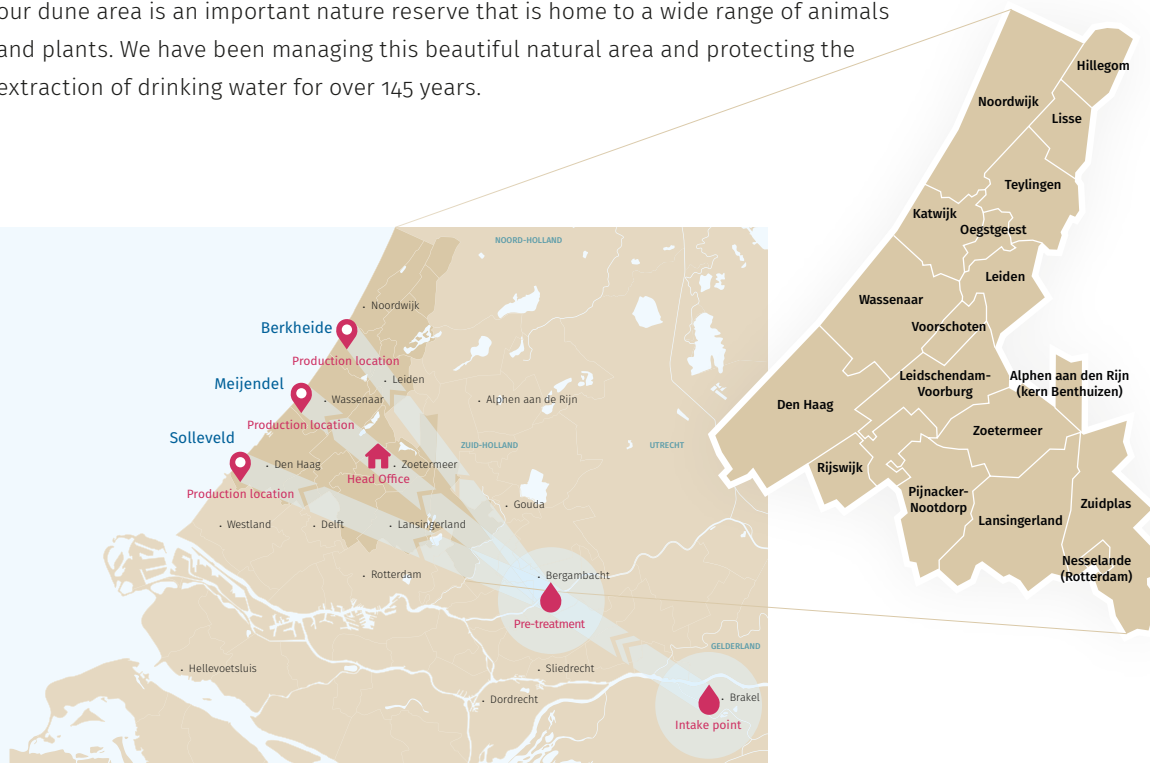 our dune area is an important nature reserve that is home to a wide range of animals
and plants. We have been managing this beautiful natural area and protecting the
extraction of drinking water for over 145 years.
NOORD-HOLLAND
Noordwijk
Berkheide
Production location
Leiden
Meijendel
Wassenaar
Alphen aan de Rijn
Production location
Solleveld
ZUID-HOLLAND
UTRECHT
Den Haag
Zoetermeer
Head Office
Production location
Gouda
Westland
Delft
Lansingerland
Rotterdam
Bergambacht
Pre-treatment
GELDERLAND
Hellevoetsluis
Sliedrecht
Dordrecht
Brakel
Intake point
Hillegom
Noordwijk
Lisse
Teylingen
Katwijk
Oegstgeest
Leiden
Wassenaar
Voorschoten
Leidschendam-
Voorburg
Alphen aan den Rijn
(kern Benthuizen)
Den Haag
Zoetermeer
Rijswijk
Pijnacker-
Nootdorp
Lansingerland
Zuidplas
Nesselande
(Rotterdam)